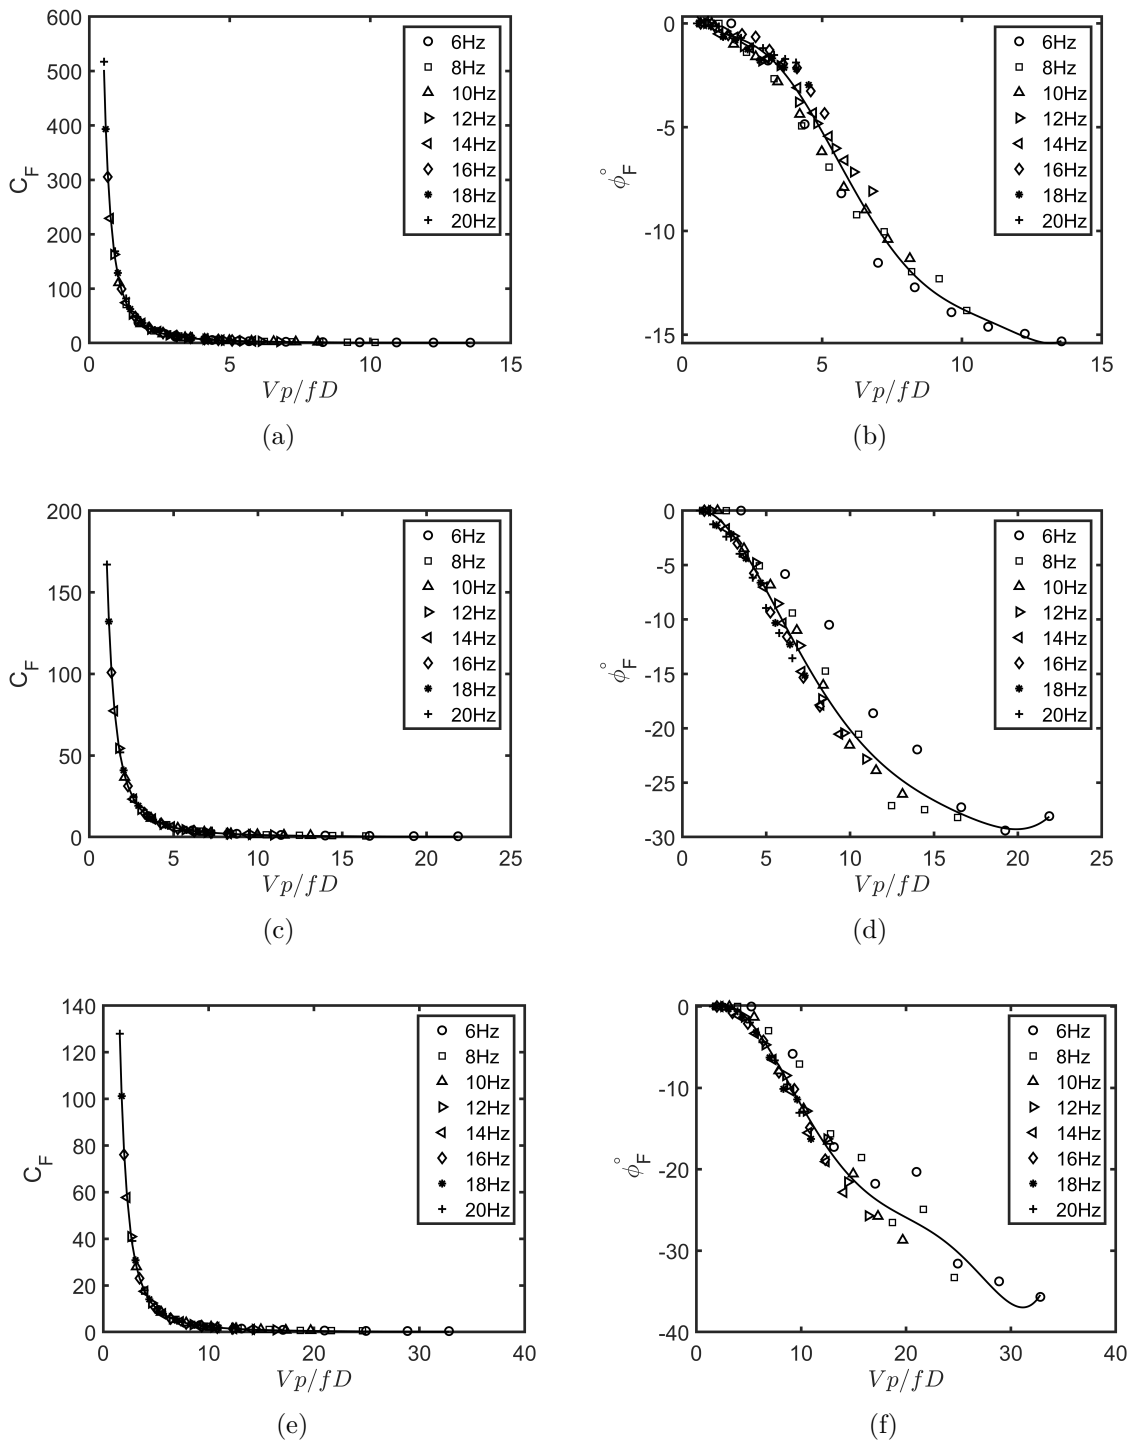 600
500
400
300
200
100
0
C_F
0 5 10 15
Vp/fD
6Hz
8Hz
10Hz
12Hz
14Hz
16Hz
18Hz
20Hz
(a)
0
-5
-10
-15
ϕ°_F
0 5 10 15
Vp/fD
6Hz
8Hz
10Hz
12Hz
14Hz
16Hz
18Hz
20Hz
(b)
200
150
100
50
0
C_F
0 5 10 15 20 25
Vp/fD
6Hz
8Hz
10Hz
12Hz
14Hz
16Hz
18Hz
20Hz
(c)
0
-5
-10
-15
-20
-25
-30
ϕ°_F
0 5 10 15 20 25
Vp/fD
6Hz
8Hz
10Hz
12Hz
14Hz
16Hz
18Hz
20Hz
(d)
140
120
100
80
60
40
20
0
C_F
0 10 20 30 40
Vp/fD
6Hz
8Hz
10Hz
12Hz
14Hz
16Hz
18Hz
20Hz
(e)
0
-10
-20
-30
-40
ϕ°_F
0 10 20 30 40
Vp/fD
6Hz
8Hz
10Hz
12Hz
14Hz
16Hz
18Hz
20Hz
(f)